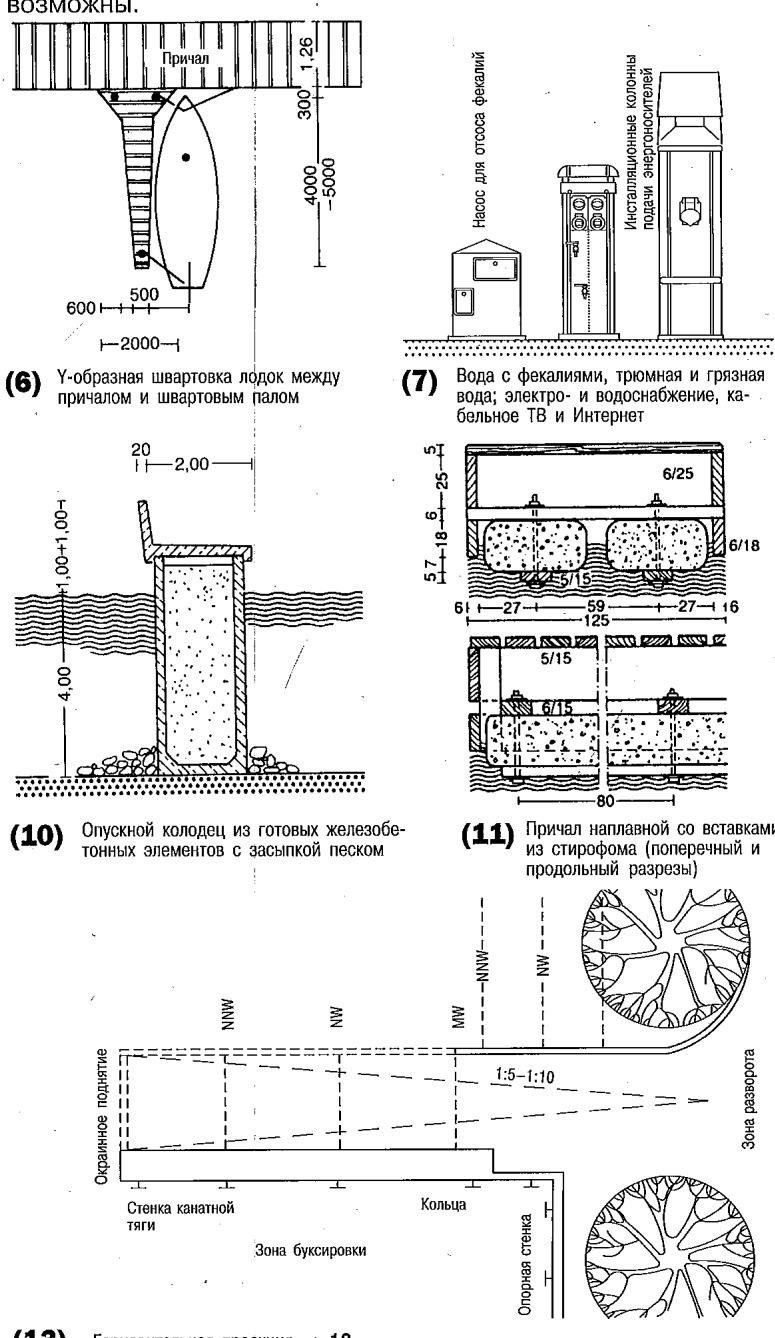 ВОЗМОЖНЫ.
Причал
1,26
300
4000
–5000
600
500
2000
(6) Y-образная швартовка лодок между
причалом и швартовым палом
Насос для отсоса фекалий
Инсталляционные колонны
подачи энергоносителей
(7) Вода с фекалиями, трюмная и грязная
вода; электро- и водоснабжение, ка-
бельное ТВ и Интернет
20
2,00
1,00+1,00
4,00
(10) Опускной колодец из готовых железобе-
тонных элементов с засыпкой песком
5
25
6
18
5 7
6/25
6/18
5/15
6 27 59 27 6
125
5/15
6/15
80
(11) Причал наплавной со вставками
из стирофома (поперечный и
продольный разрезы)
NNW
NW
NNW
NW
MW
1:5–1:10
Окраинное поднятие
Зона разворота
Стенка канатной
тяги
Кольца
Зона буксировки
Опорная стенка